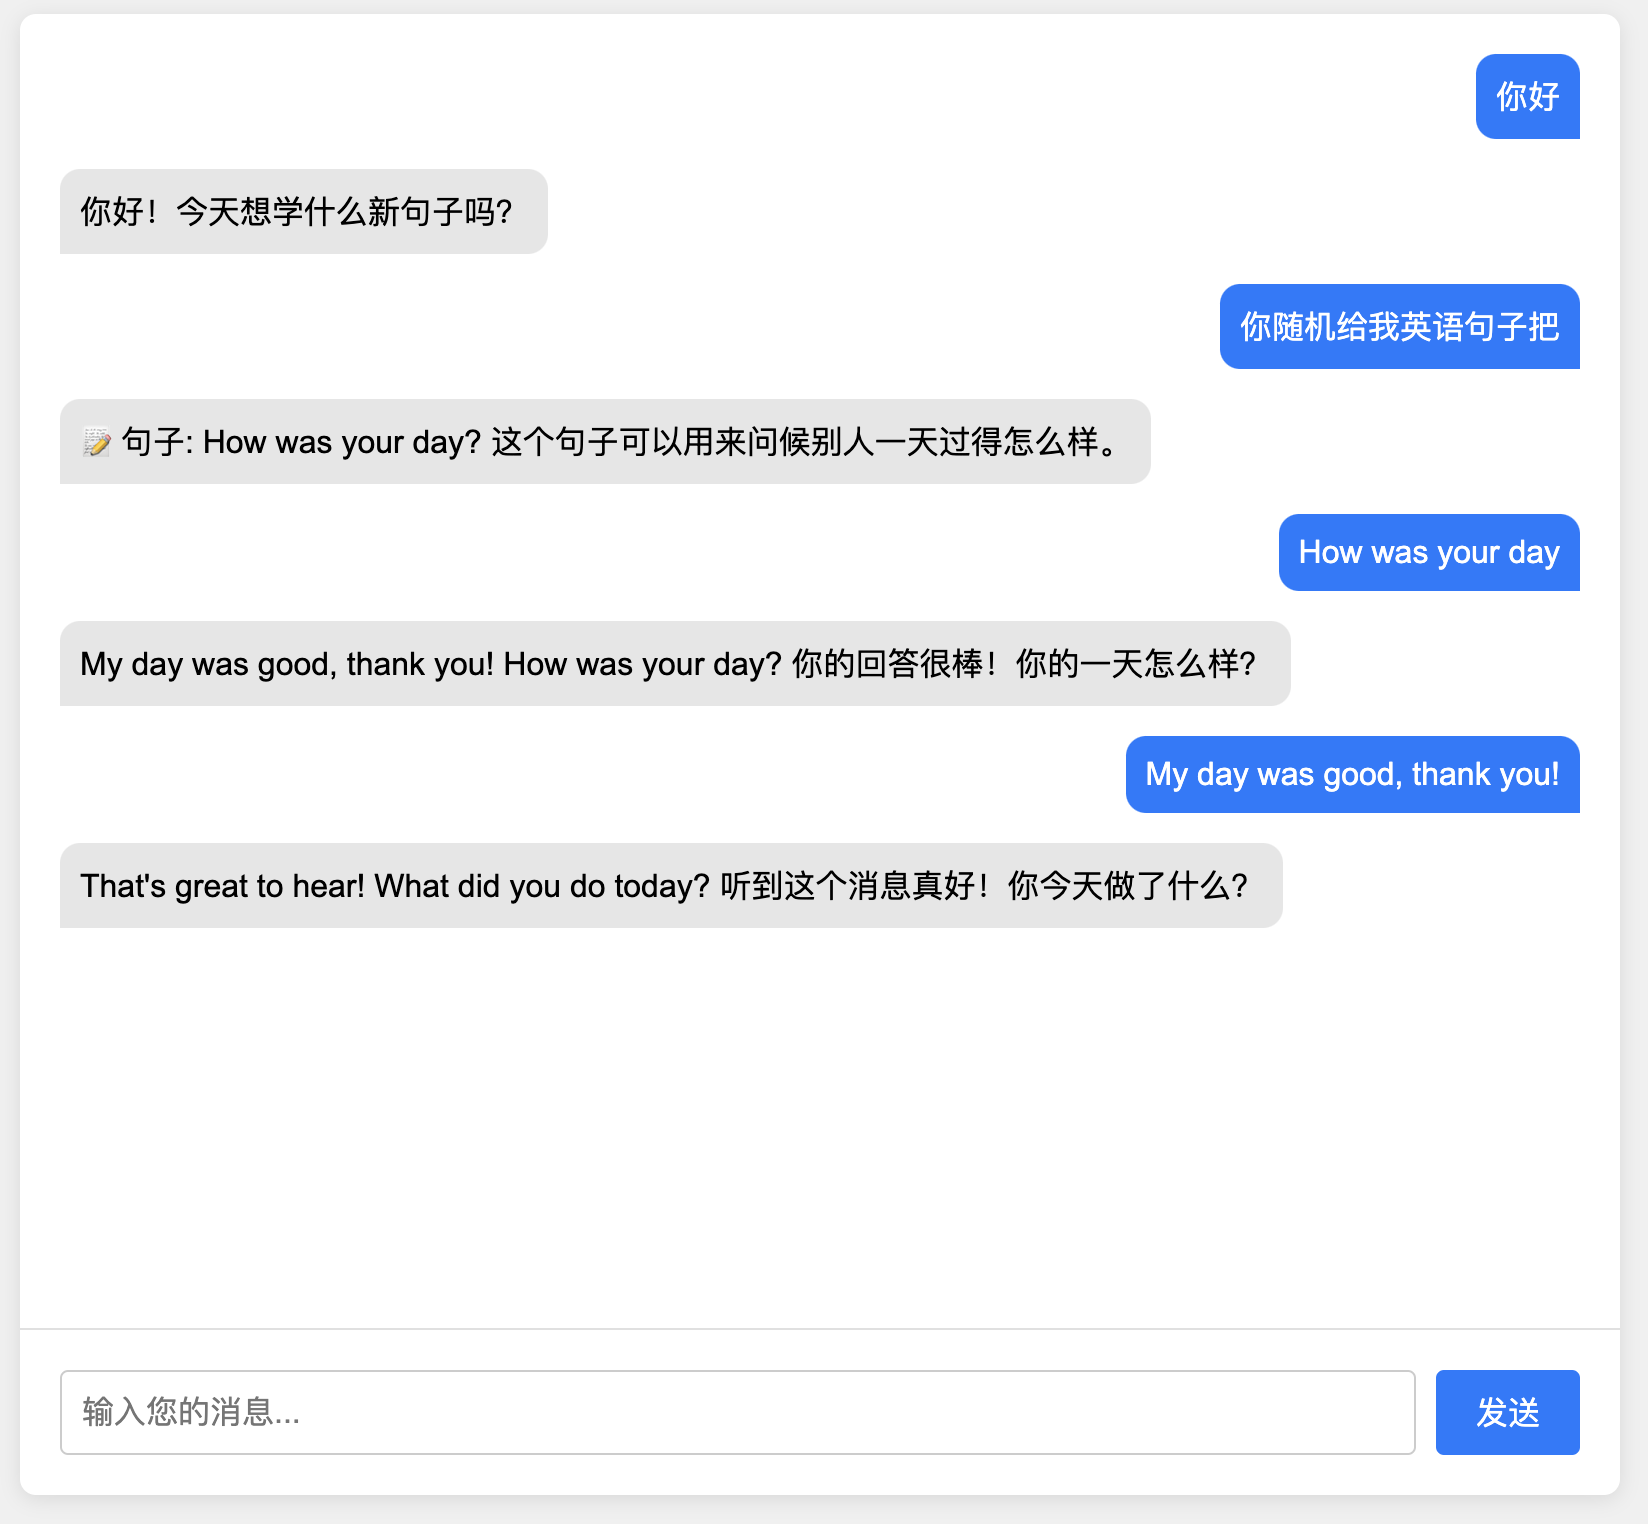 你好
你好！今天想学什么新句子吗？
你随机给我英语句子把
📝 句子: How was your day? 这个句子可以用来问候别人一天过得怎么样。
How was your day
My day was good, thank you! How was your day? 你的回答很棒！你的一天怎么样？
My day was good, thank you!
That's great to hear! What did you do today? 听到这个消息真好！你今天做了什么？
输入您的消息...
发送